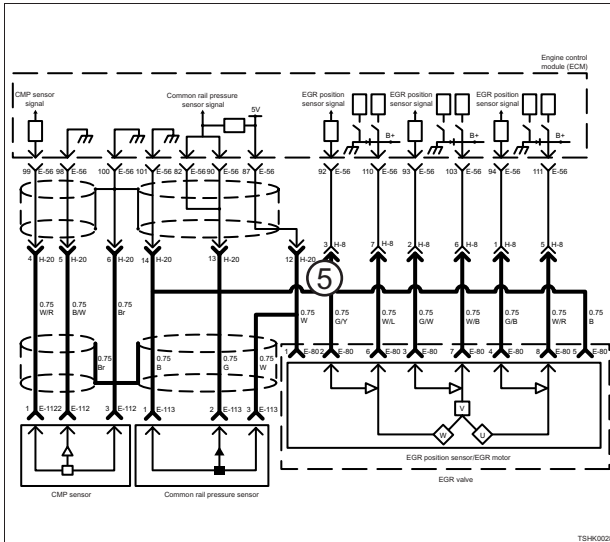 Engine control
module (ECM)
CMP sensor
signal
Common rail pressure
sensor signal
5V
EGR position
sensor signal
EGR position
sensor signal
EGR position
sensor signal
B+
B+
B+
99 E-56 98 E-56 100 E-56 101 E-56 82 E-56 90 E-56 87 E-56 92 E-56 110 E-56 93 E-56 103 E-56 94 E-56 111 E-56
4 H-20 5 H-20 6 H-20 14 H-20 13 H-20 12 H-20 3 H-8 7 H-8 2 H-8 6 H-8 1 H-8 5 H-8
5
0.75
W/R
0.75
B/W
0.75
Br
0.75
W
0.75
G/Y
0.75
W/L
0.75
G/W
0.75
W/B
0.75
G/B
0.75
W/R
0.75
B
0.75
Br
0.75
B
0.75
G
0.75
W
1 E-80 2 E-80 6 E-80 3 E-80 7 E-80 4 E-80 8 E-80 5 E-80
1 E-112 2 E-112 3 E-112 1 E-113 2 E-113 3 E-113
V
W
U
EGR position sensor/EGR motor
CMP sensor
Common rail pressure sensor
EGR valve